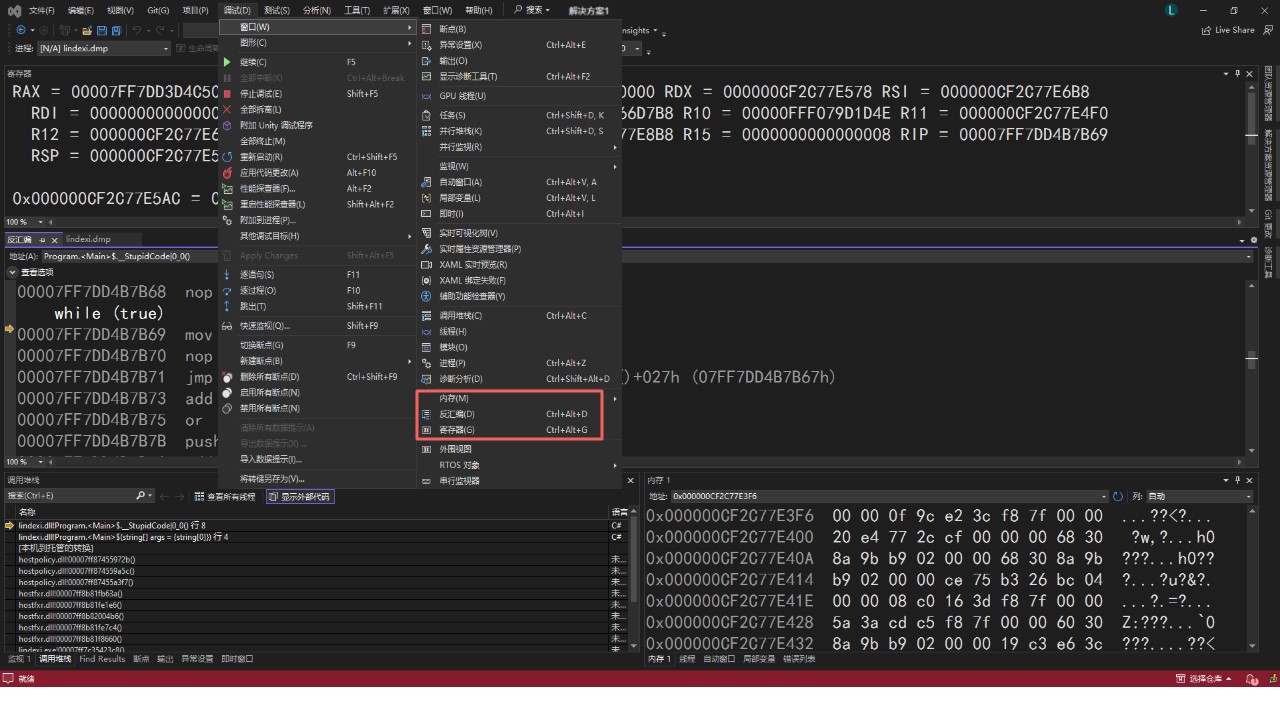 文件(F) 编辑(E) 视图(V) Git(G) 项目(P) 调试(D) 测试(S) 分析(N) 工具(T) 扩展(X) 窗口(W) 帮助(H) 搜索 解决方案1 L
nsights
Live Share
进程: [N/A] lindexi.dmp 生命周期
窗口(W)
图形(C)
继续(C) F5
全部中断(K) Ctrl+Alt+Break
停止调试(E) Shift+F5
全部拆离(L)
附加 Unity 调试程序
全部终止(M)
重新启动(R) Ctrl+Shift+F5
应用代码更改(A) Alt+F10
性能探查器(F)... Alt+F2
重启性能探查器(L) Shift+Alt+F2
附加到进程(P)...
其他调试目标(H)
Apply Changes Shift+Alt+F5
逐语句(S) F11
逐过程(O) F10
跳出(T) Shift+F11
快速监视(Q)... Shift+F9
切换断点(G) F9
新建断点(B)
删除所有断点(D) Ctrl+Shift+F9
启用所有断点(N)
禁用所有断点(N)
清除所有数据提示(A)
导出数据提示(X) ...
导入数据提示(I)...
将转储另存为(V)...
断点(B)
异常设置(X) Ctrl+Alt+E
输出(O)
显示诊断工具(T) Ctrl+Alt+F2
GPU 线程(U)
任务(S) Ctrl+Shift+D, K
并行堆栈(K) Ctrl+Shift+D, S
并行监视(R)
监视(W)
自动窗口(A) Ctrl+Alt+V, A
局部变量(L) Ctrl+Alt+V, L
即时(I) Ctrl+Alt+I
实时可视化树(V)
实时属性资源管理器(P)
XAML 实时预览(R)
XAML 绑定失败(F)
辅助功能检查器(Y)
调用堆栈(C) Ctrl+Alt+C
线程(H)
模块(O)
进程(P) Ctrl+Alt+Z
诊断分析(D) Ctrl+Shift+Alt+D
内存(M)
反汇编(D) Ctrl+Alt+D
寄存器(G) Ctrl+Alt+G
外围视图
RTOS 对象
串行监视器
寄存器
RAX = 00007FF7DD3D4C50 0000 RDX = 000000CF2C77E578 RSI = 000000CF2C77E6B8
RDI = 000000000000000 66D7B8 R10 = 00000FFF079D1D4E R11 = 000000CF2C77E4F0
R12 = 000000CF2C77E6 77E8B8 R15 = 0000000000000008 RIP = 00007FF7DD4B7B69
RSP = 000000CF2C77E5
0x000000CF2C77E5AC = C
100 %
反汇编 lindexi.dmp
地址(A): Program.<Main>$.__StupidCode|0_0()
查看选项
00007FF7DD4B7B68 nop
while (true)
00007FF7DD4B7B69 mov
00007FF7DD4B7B70 nop
00007FF7DD4B7B71 jmp )+027h (07FF7DD4B7B67h)
00007FF7DD4B7B73 add
00007FF7DD4B7B75 or
00007FF7DD4B7B7B push
100 %
调用堆栈
搜索(Ctrl+E) 查看所有线程 显示外部代码
名称 语言
lindexi.dll!Program.<Main>$.__StupidCode|0_0() 行 8 C#
lindexi.dll!Program.<Main>$(string[] args = {string[0]}) 行 4 C#
[本机到托管的转换] 未...
hostpolicy.dll!00007ff87455972b() 未...
hostpolicy.dll!00007ff874559a5c() 未...
hostpolicy.dll!00007ff87455a3f7() 未...
hostfxr.dll!00007ff8b81fb63a() 未...
hostfxr.dll!00007ff8b81fe1e6() 未...
hostfxr.dll!00007ff8b82004b6() 未...
hostfxr.dll!00007ff8b81fe7c4() 未...
hostfxr.dll!00007ff8b81f8660() 未...
lindexi.exe!00007ff7c35423c8() 未...
监视 1 调用堆栈 Find Results 断点 输出 异常设置 即时窗口
内存 1
地址: 0x000000CF2C77E3F6 列: 自动
0x000000CF2C77E3F6 00 00 0f 9c e2 3c f8 7f 00 00 ...??<?...
0x000000CF2C77E400 20 e4 77 2c cf 00 00 00 68 30 ?w,?...h0
0x000000CF2C77E40A 8a 9b b9 02 00 00 68 30 8a 9b ???...h0??
0x000000CF2C77E414 b9 02 00 00 ce 75 b3 26 bc 04 ?...?u?&?.
0x000000CF2C77E41E 00 00 08 c0 16 3d f8 7f 00 00 ...?.=?...
0x000000CF2C77E428 5a 3a cd c5 f8 7f 00 00 60 30 Z:???...`0
0x000000CF2C77E432 8a 9b b9 02 00 00 19 c3 e6 3c ???....??<
内存 1 线程 自动窗口 局部变量 错误列表
就绪 选择仓库